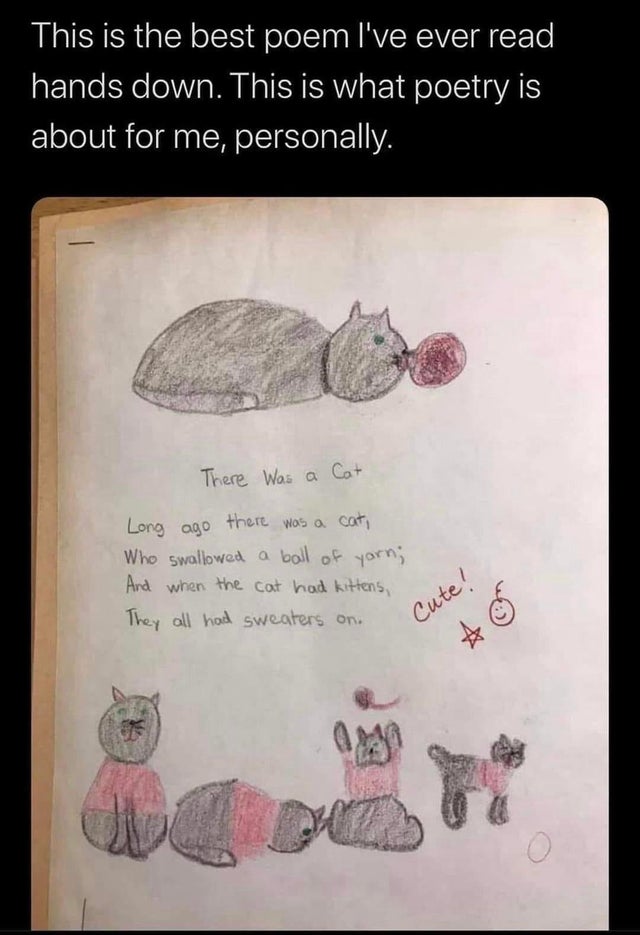 This is the best poem I've ever read
hands down. This is what poetry is
about for me, personally.
There Was a Cat
Long ago there was a cat,
Who swallowed a ball of yarn;
And when the cat had kittens,
They all had sweaters on.
Cute!